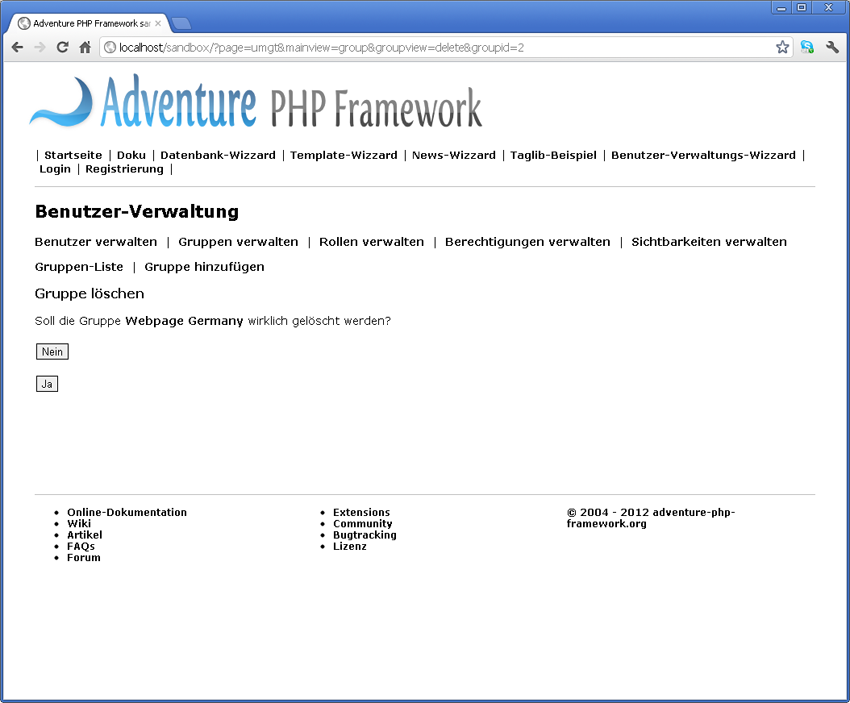 Adventure PHP Framework sa
localhost/sandbox/?page=umgt&mainview=group&groupview=delete&groupid=2
Adventure PHP Framework
| Startseite | Doku | Datenbank-Wizzard | Template-Wizzard | News-Wizzard | Taglib-Beispiel | Benutzer-Verwaltungs-Wizzard |
Login | Registrierung |
Benutzer-Verwaltung
Benutzer verwalten | Gruppen verwalten | Rollen verwalten | Berechtigungen verwalten | Sichtbarkeiten verwalten
Gruppen-Liste | Gruppe hinzufügen
Gruppe löschen
Soll die Gruppe Webpage Germany wirklich gelöscht werden?
Nein
Ja
• Online-Dokumentation
• Wiki
• Artikel
• FAQs
• Forum
• Extensions
• Community
• Bugtracking
• Lizenz
© 2004 - 2012 adventure-php-
framework.org